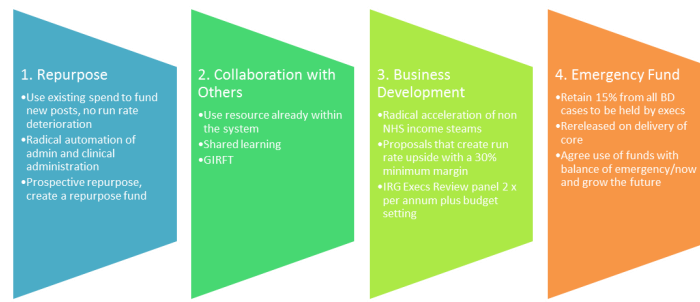 1. Repurpose
•Use existing spend to fund
new posts, no run rate
deterioration
•Radical automation of
admin and clinical
administration
•Prospective repurpose,
create a repurpose fund
2. Collaboration with
Others
•Use resource already within
the system
•Shared learning
•GIRFT
3. Business
Development
•Radical acceleration of non
NHS income steams
•Proposals that create run
rate upside with a 30%
minimum margin
•IRG Execs Review panel 2 x
per annum plus budget
setting
4. Emergency Fund
•Retain 15% from all BD
cases to be held by execs
•Rereleased on delivery of
core
•Agree use of funds with
balance of emergency/now
and grow the future